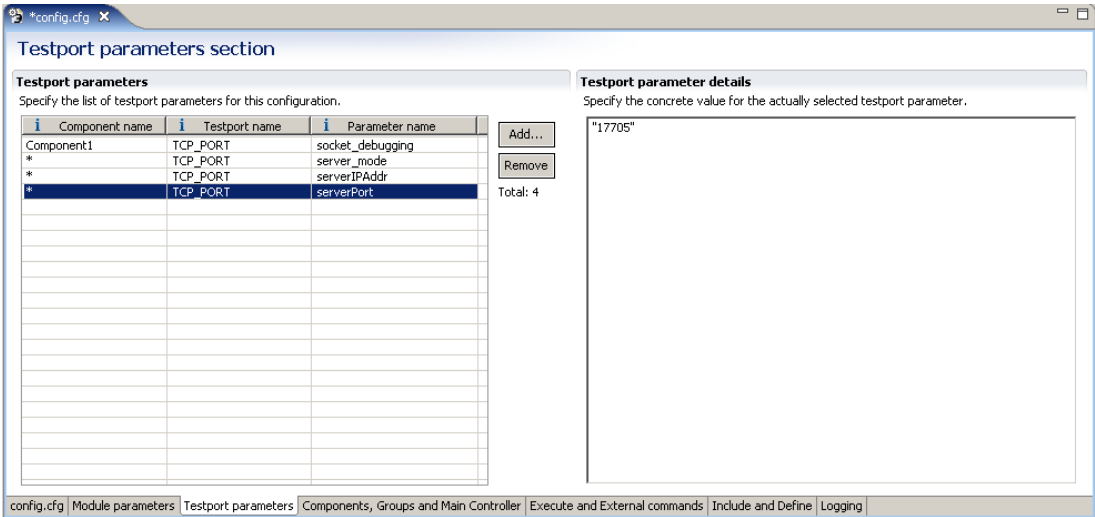 *config.cfg
Testport parameters section
Testport parameters
Specify the list of testport parameters for this configuration.
Component name Testport name Parameter name
Component1 TCP_PORT socket_debugging
* TCP_PORT server_mode
* TCP_PORT serverIPAddr
* TCP_PORT serverPort
Add...
Remove
Total: 4
Testport parameter details
Specify the concrete value for the actually selected testport parameter.
"17705"
config.cfg Module parameters Testport parameters Components, Groups and Main Controller Execute and External commands Include and Define Logging